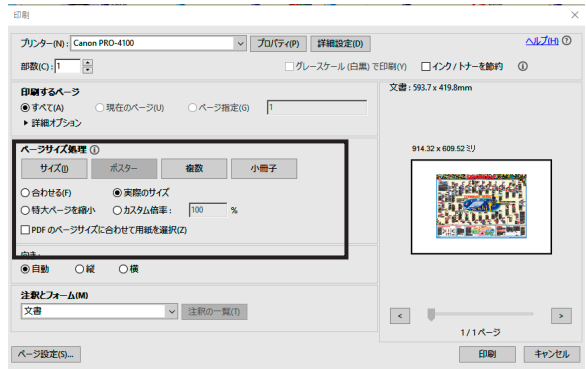 印刷
プリンター(N): Canon PRO-4100 プロパティ(P) 詳細設定(D) ヘルプ(H)
部数(C): 1 グレースケール (白黒) で印刷(Y) インク / トナーを節約
印刷するページ
すべて(A) 現在のページ(U) ページ指定(G) 1
詳細オプション
ページサイズ処理
サイズ(I) ポスター 複数 小冊子
合わせる(F) 実際のサイズ
特大ページを縮小 カスタム倍率: 100 %
PDF のページサイズに合わせて用紙を選択(Z)
向き:
自動 縦 横
注釈とフォーム(M)
文書 注釈の一覧(T)
文書: 593.7 x 419.8mm
914.32 x 609.52 ミリ
< >
1 / 1 ページ
ページ設定(S)... 印刷 キャンセル